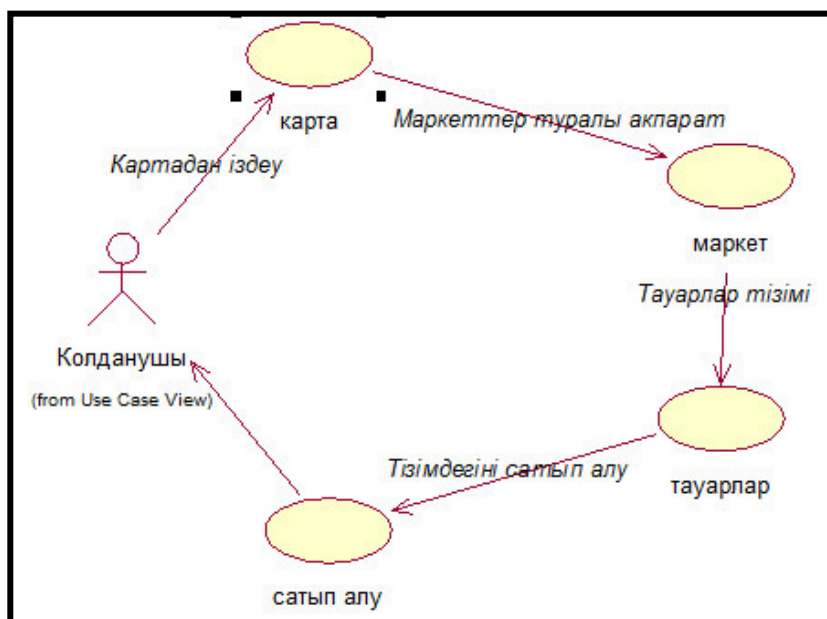 карта
Маркеттер туралы акпарат
Картадан іздеу
маркет
Тауарлар тізімі
Колданушы
(from Use Case View)
Тізімдегіні сатып алу
тауарлар
сатып алу